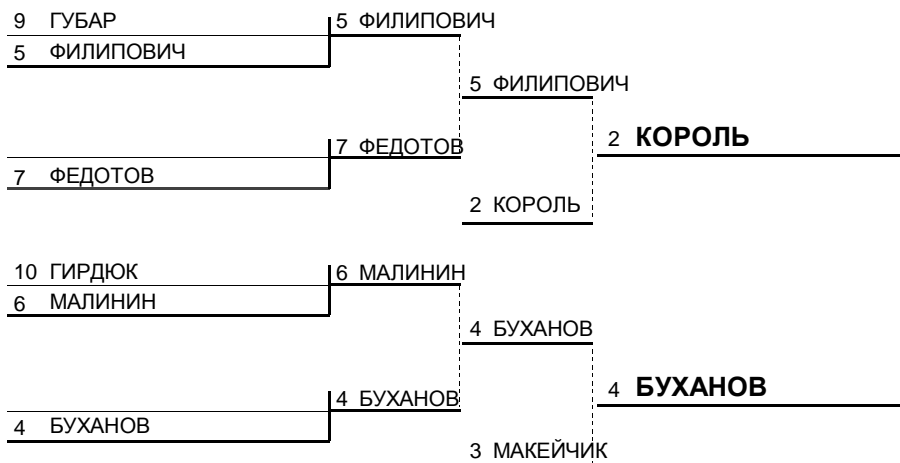 9 ГУБАР
5 ФИЛИПОВИЧ
5 ФИЛИПОВИЧ
5 ФИЛИПОВИЧ
7 ФЕДОТОВ
2 КОРОЛЬ
7 ФЕДОТОВ
2 КОРОЛЬ
10 ГИРДЮК
6 МАЛИНИН
6 МАЛИНИН
4 БУХАНОВ
4 БУХАНОВ
4 БУХАНОВ
4 БУХАНОВ
3 МАКЕЙЧИК